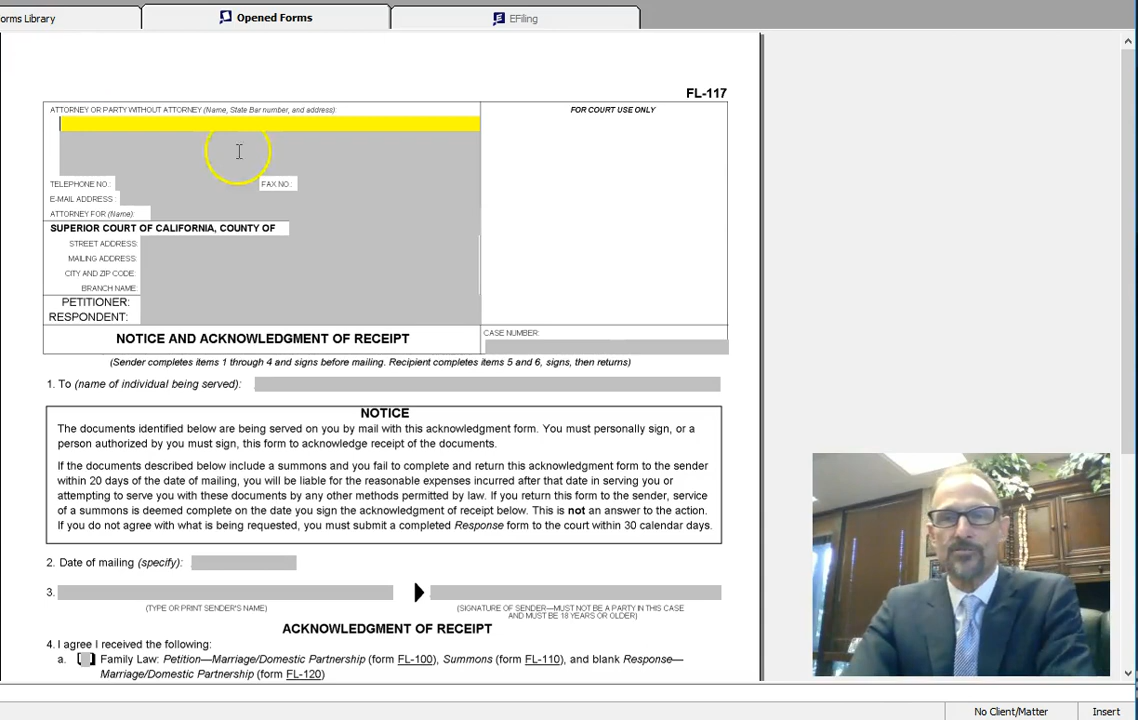 orms Library
Opened Forms
EFiling
FL-117
ATTORNEY OR PARTY WITHOUT ATTORNEY (Name, State Bar number, and address):
FOR COURT USE ONLY
TELEPHONE NO.:
FAX NO.:
E-MAIL ADDRESS :
ATTORNEY FOR (Name):
SUPERIOR COURT OF CALIFORNIA, COUNTY OF
STREET ADDRESS:
MAILING ADDRESS:
CITY AND ZIP CODE:
BRANCH NAME:
PETITIONER:
RESPONDENT:
NOTICE AND ACKNOWLEDGMENT OF RECEIPT
CASE NUMBER:
(Sender completes items 1 through 4 and signs before mailing. Recipient completes items 5 and 6, signs, then returns)
1. To (name of individual being served):
NOTICE
The documents identified below are being served on you by mail with this acknowledgment form. You must personally sign, or a
person authorized by you must sign, this form to acknowledge receipt of the documents.
If the documents described below include a summons and you fail to complete and return this acknowledgment form to the sender
within 20 days of the date of mailing, you will be liable for the reasonable expenses incurred after that date in serving you or
attempting to serve you with these documents by any other methods permitted by law. If you return this form to the sender, service
of a summons is deemed complete on the date you sign the acknowledgment of receipt below. This is not an answer to the action.
If you do not agree with what is being requested, you must submit a completed Response form to the court within 30 calendar days.
2. Date of mailing (specify):
3.
(TYPE OR PRINT SENDER'S NAME)
(SIGNATURE OF SENDER—MUST NOT BE A PARTY IN THIS CASE
AND MUST BE 18 YEARS OR OLDER)
ACKNOWLEDGMENT OF RECEIPT
4. I agree I received the following:
a. Family Law: Petition—Marriage/Domestic Partnership (form FL-100), Summons (form FL-110), and blank Response—
Marriage/Domestic Partnership (form FL-120)
No Client/Matter
Insert